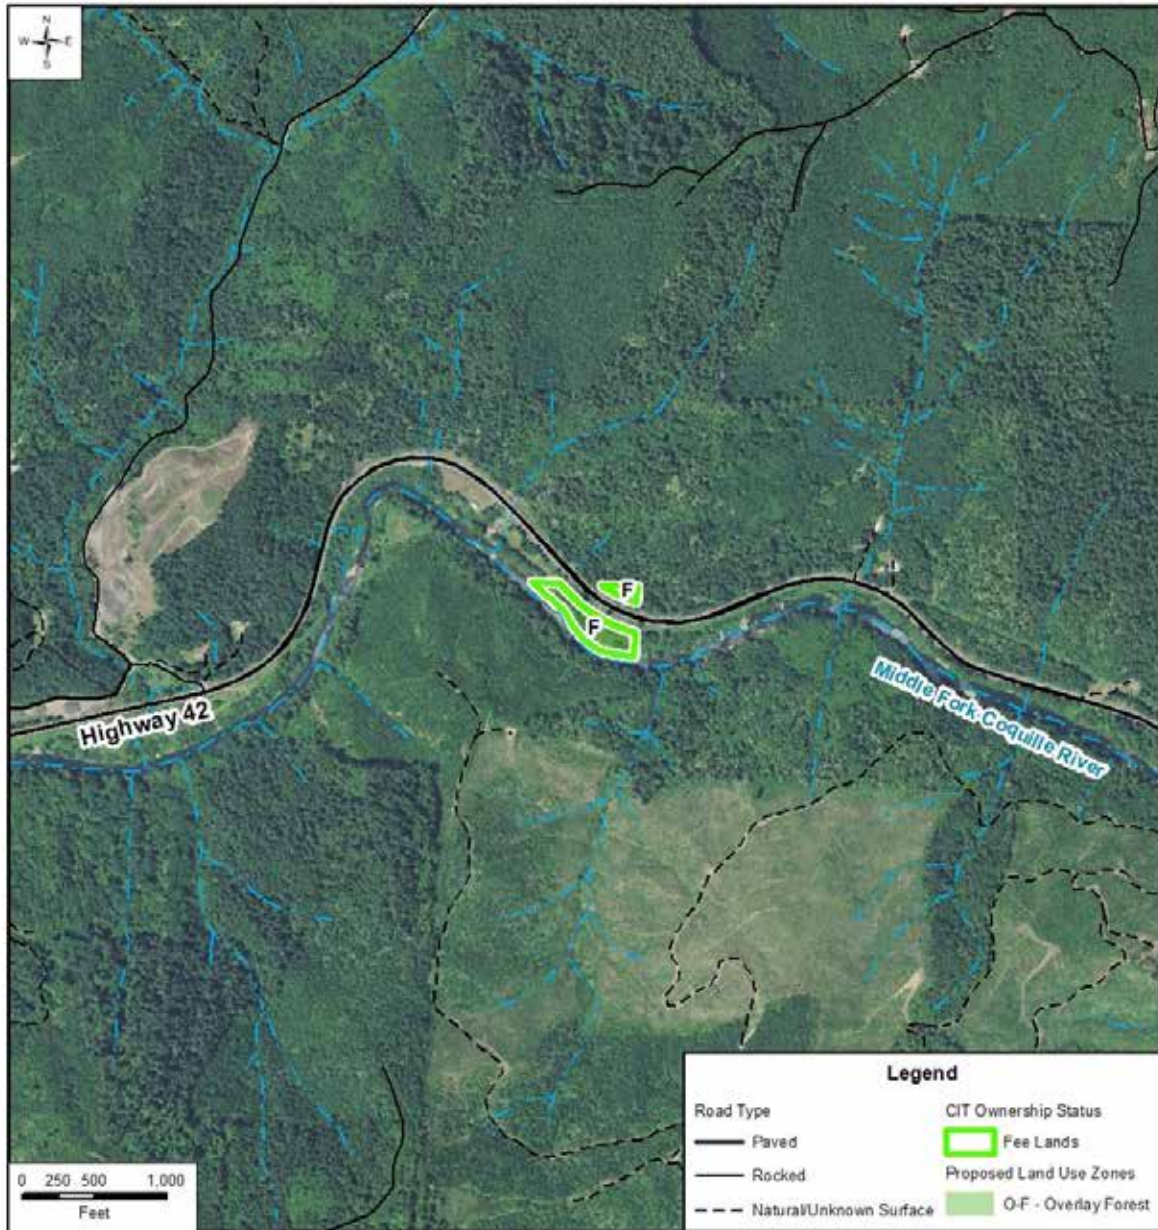 N
W E
S
F
F
Highway 42
Middle Fork Coquille River
Legend
Road Type
Paved
Rocked
Natural/Unknown Surface
CIT Ownership Status
Fee Lands
Proposed Land Use Zones
O-F - Overlay Forest
0 250 500 1,000
Feet